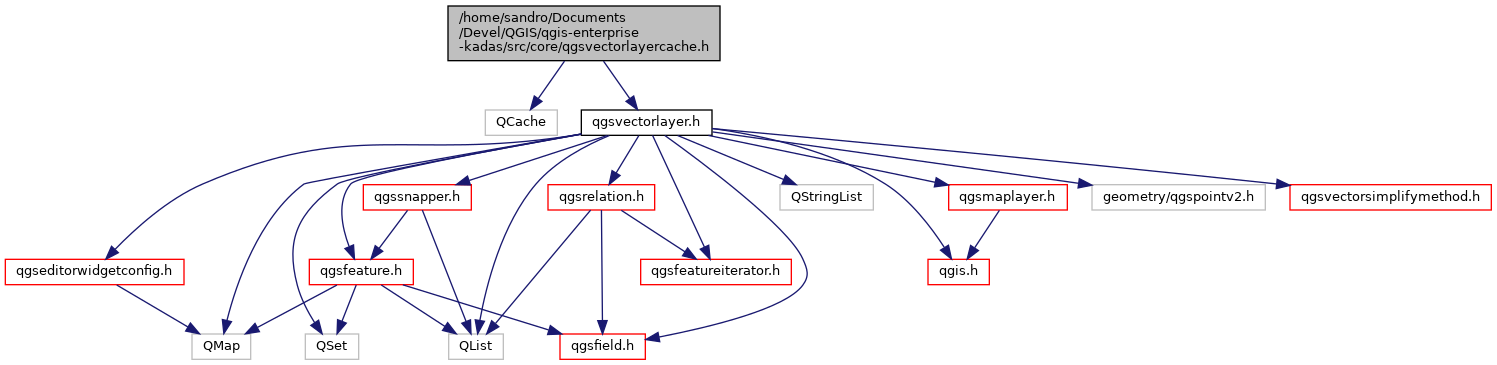 /home/sandro/Documents
/Devel/QGIS/qgis-enterprise
-kadas/src/core/qgsvectorlayercache.h
QCache
qgsvectorlayer.h
qgssnapper.h
qgsrelation.h
QStringList
qgsmaplayer.h
geometry/qgspointv2.h
qgsvectorsimplifymethod.h
qgseditorwidgetconfig.h
qgsfeature.h
qgsfeatureiterator.h
qgis.h
QMap
QSet
QList
qgsfield.h